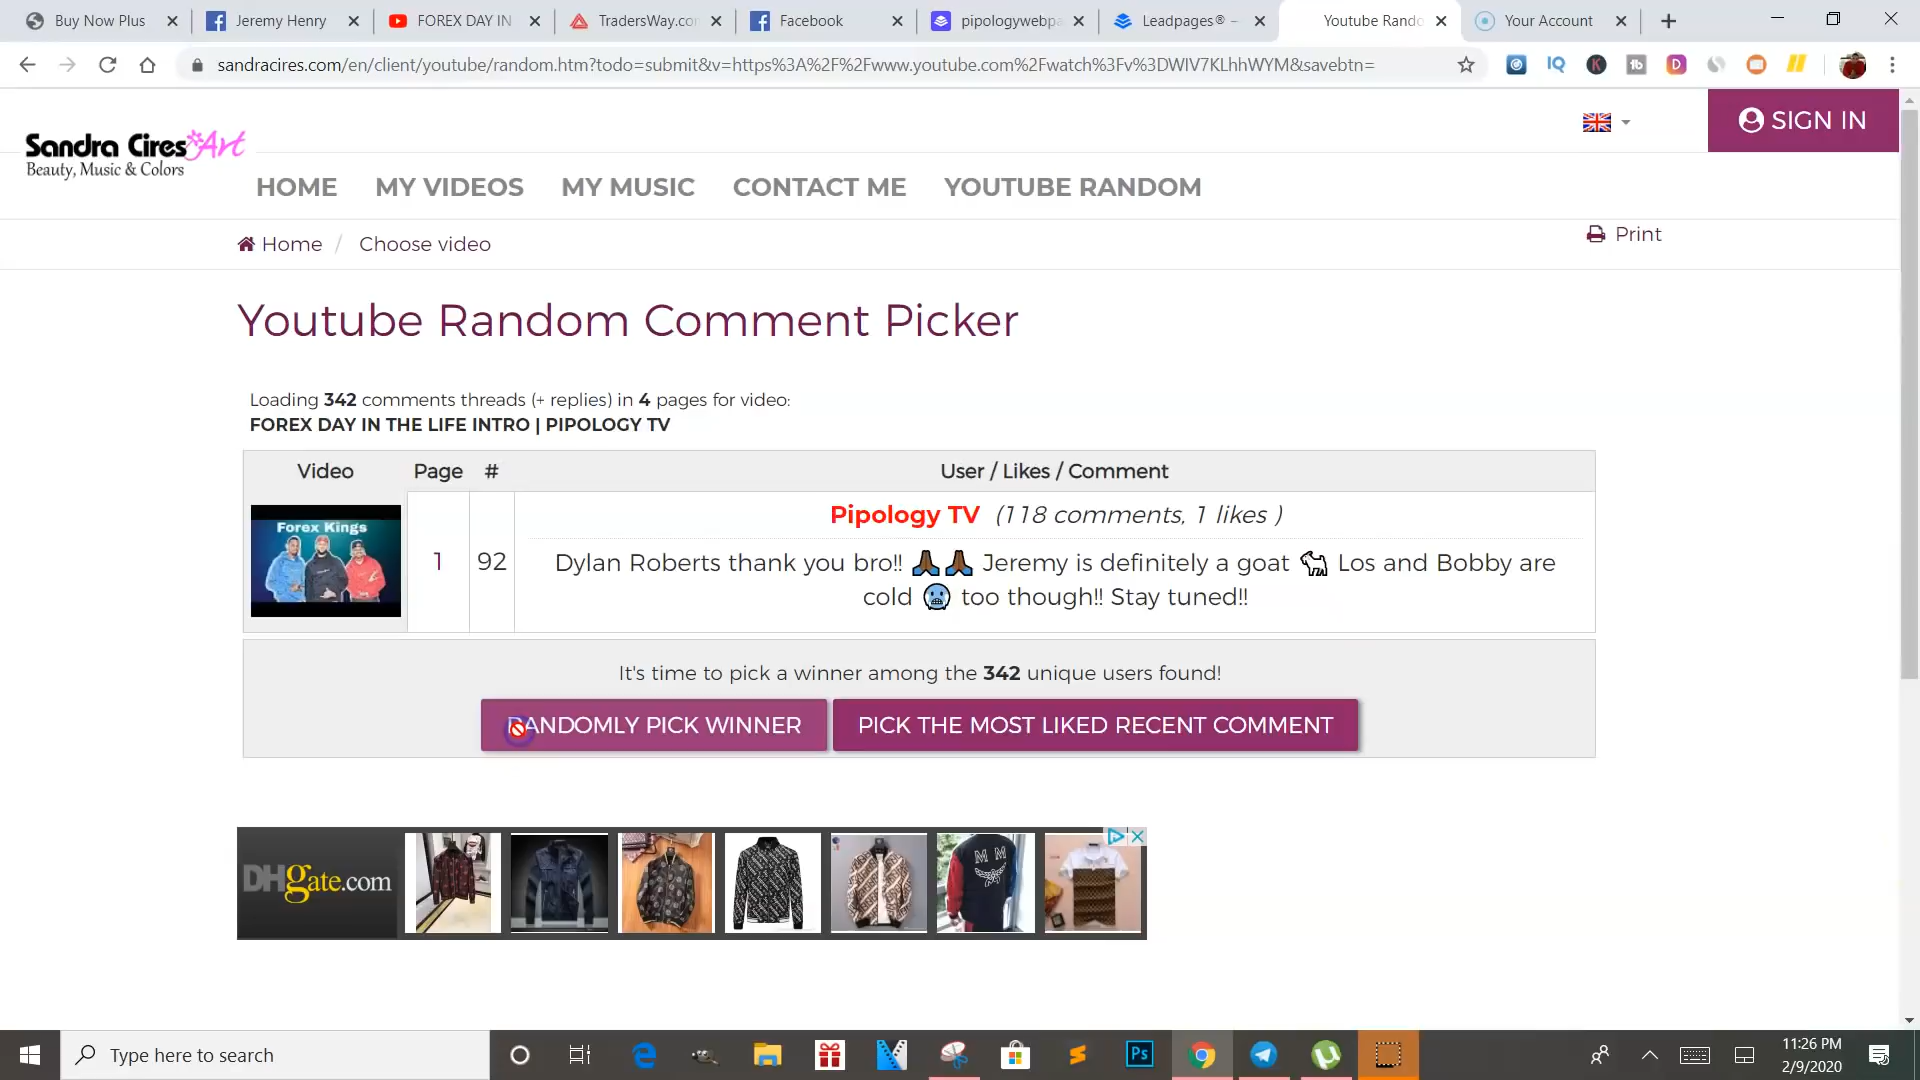 Buy Now Plus
Jeremy Henry
FOREX DAY IN
TradersWay.com
Facebook
pipologywebpa
Leadpages® –
Youtube Rando
Your Account
sandracires.com/en/client/youtube/random.htm?todo=submit&v=https%3A%2F%2Fwww.youtube.com%2Fwatch%3Fv%3DWIV7KLhhWYM&savebtn=
SIGN IN
Sandra Cires Art
Beauty, Music & Colors
HOME MY VIDEOS MY MUSIC CONTACT ME YOUTUBE RANDOM
Home / Choose video
Print
Youtube Random Comment Picker
Loading 342 comments threads (+ replies) in 4 pages for video:
FOREX DAY IN THE LIFE INTRO | PIPOLOGY TV
Video Page # User / Likes / Comment
Forex Kings
Pipology TV (118 comments, 1 likes )
1 92 Dylan Roberts thank you bro!! 🙏🏾🙏🏾 Jeremy is definitely a goat 🐐 Los and Bobby are
cold 🥶 too though!! Stay tuned!!
It's time to pick a winner among the 342 unique users found!
RANDOMLY PICK WINNER
PICK THE MOST LIKED RECENT COMMENT
DHgate.com
Type here to search
11:26 PM
2/9/2020